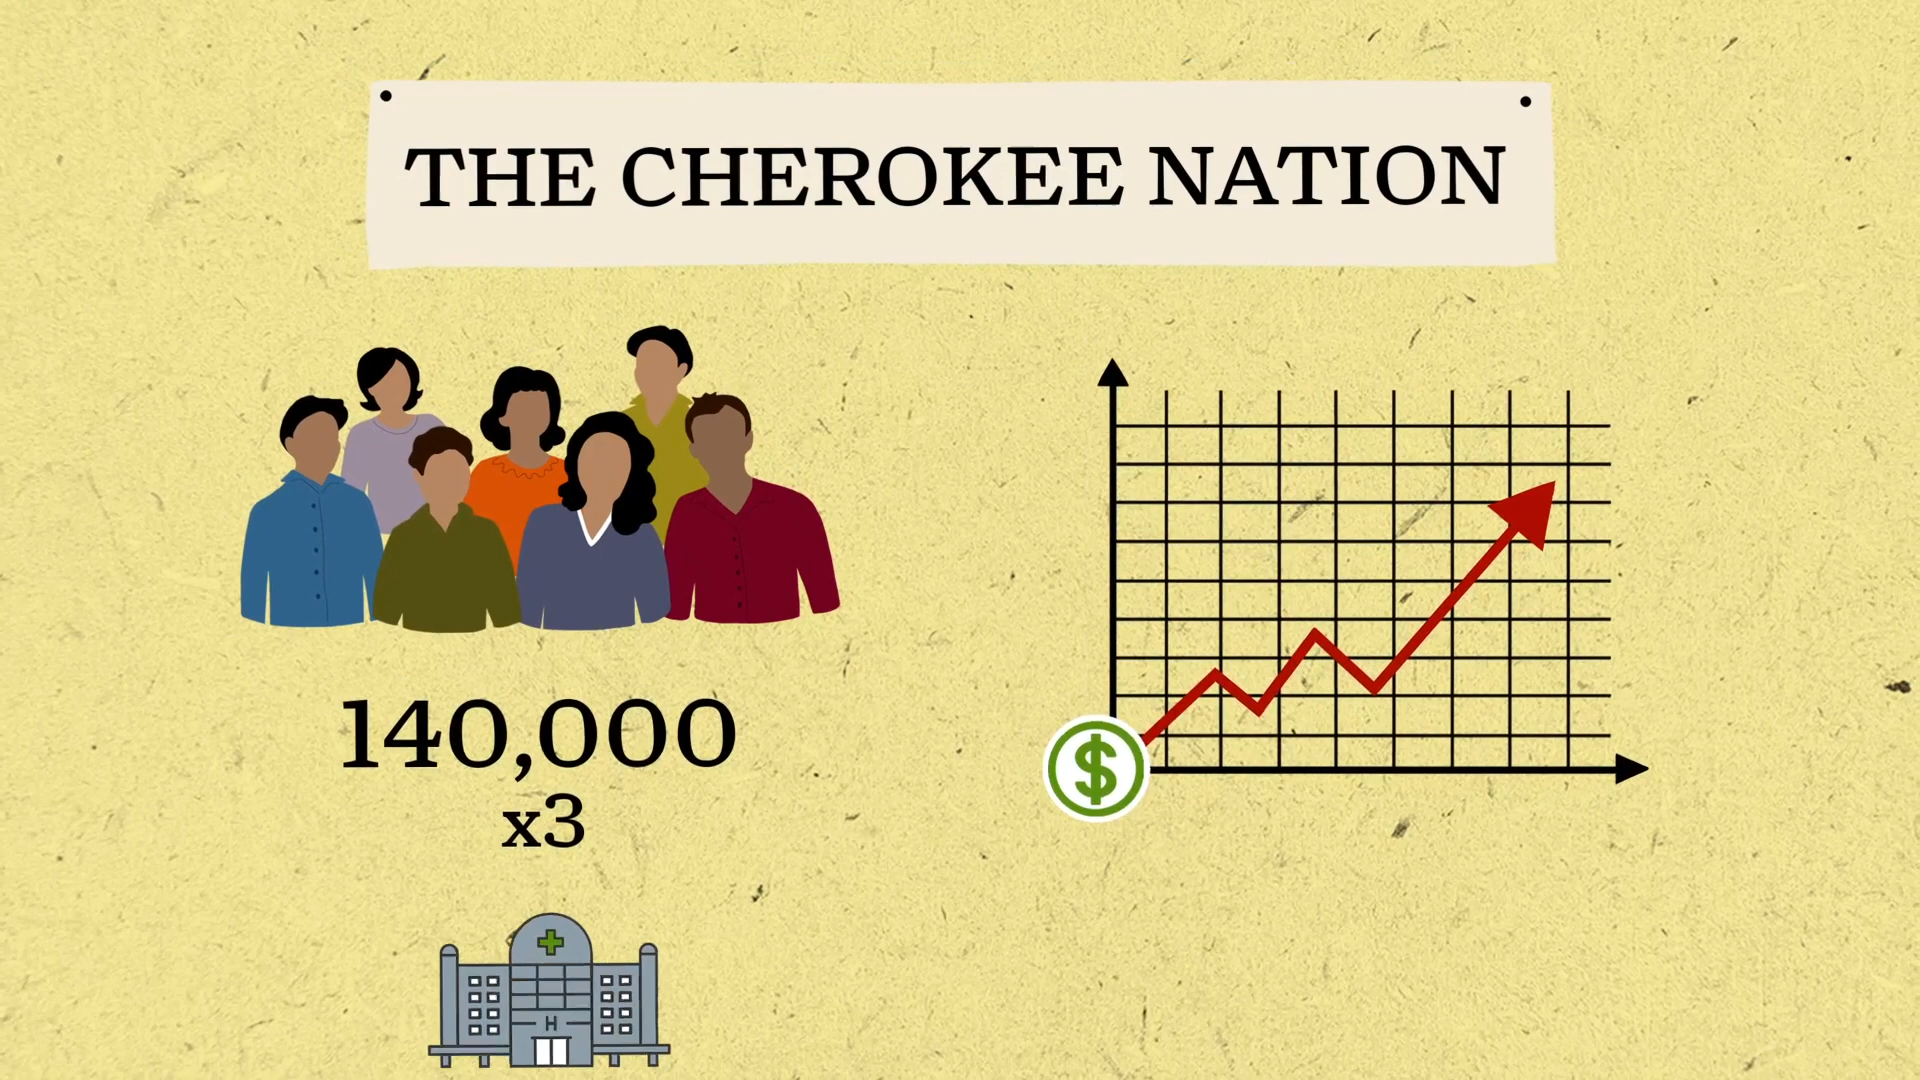 THE CHEROKEE NATION
140,000
x3
$
H